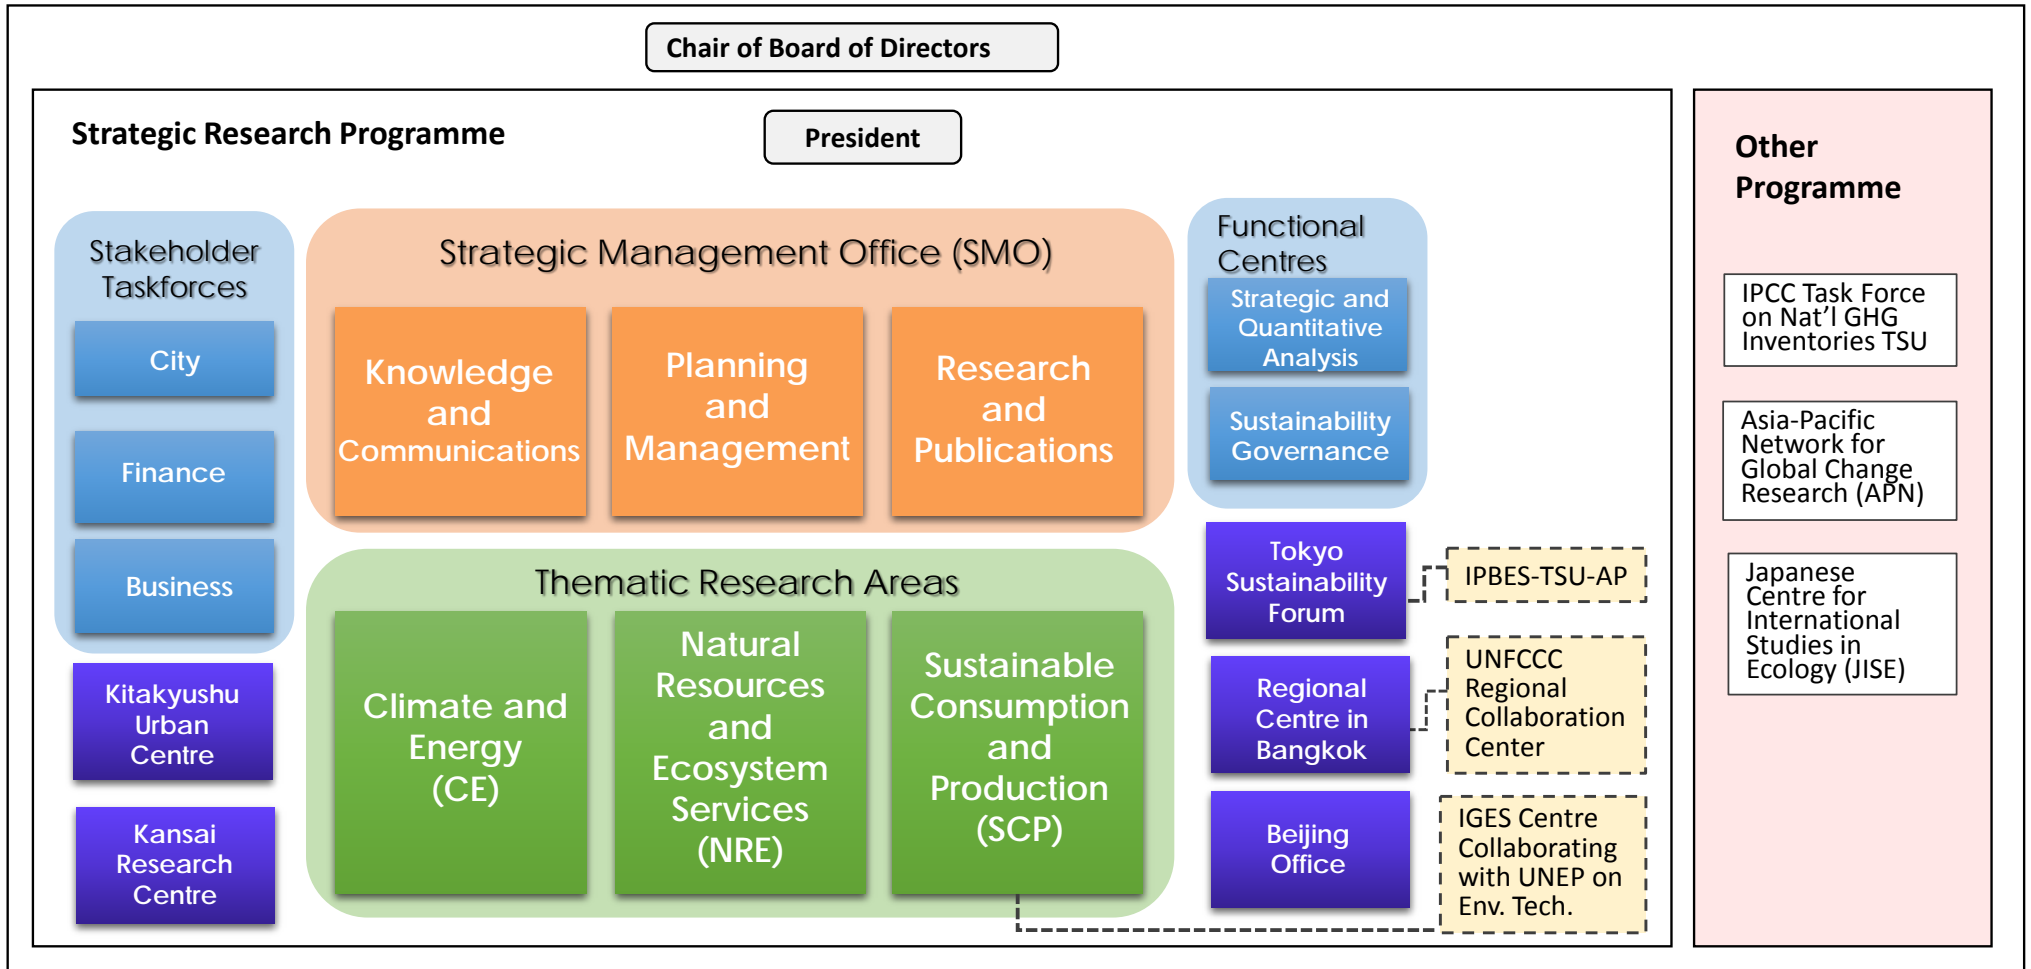 Chair of Board of Directors
Strategic Research Programme
President
Stakeholder
Taskforces
City
Finance
Business
Kitakyushu
Urban
Centre
Kansai
Research
Centre
Strategic Management Office (SMO)
Knowledge
and
Communications
Planning
and
Management
Research
and
Publications
Thematic Research Areas
Climate and
Energy
(CE)
Natural
Resources
and
Ecosystem
Services
(NRE)
Sustainable
Consumption
and
Production
(SCP)
Functional
Centres
Strategic and
Quantitative
Analysis
Sustainability
Governance
Tokyo
Sustainability
Forum
IPBES-TSU-AP
Regional
Centre in
Bangkok
UNFCCC
Regional
Collaboration
Center
Beijing
Office
IGES Centre
Collaborating
with UNEP on
Env. Tech.
Other
Programme
IPCC Task Force
on Nat’l GHG
Inventories TSU
Asia-Pacific
Network for
Global Change
Research (APN)
Japanese
Centre for
International
Studies in
Ecology (JISE)